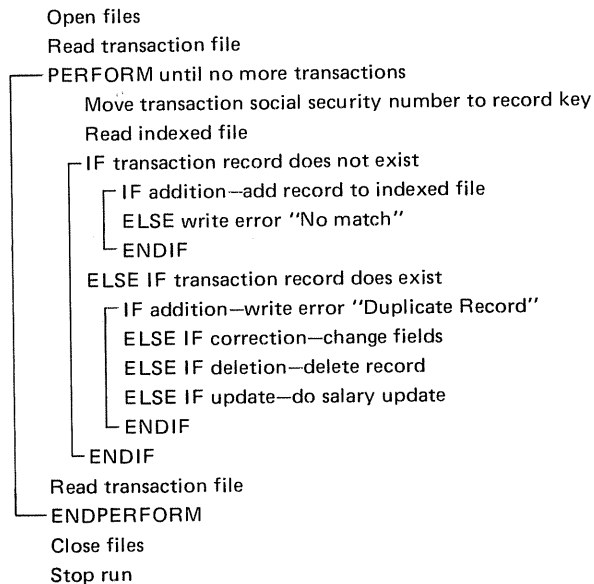 Open files
Read transaction file
PERFORM until no more transactions
Move transaction social security number to record key
Read indexed file
IF transaction record does not exist
IF addition—add record to indexed file
ELSE write error "No match"
ENDIF
ELSE IF transaction record does exist
IF addition—write error "Duplicate Record"
ELSE IF correction—change fields
ELSE IF deletion—delete record
ELSE IF update—do salary update
ENDIF
ENDIF
Read transaction file
ENDPERFORM
Close files
Stop run